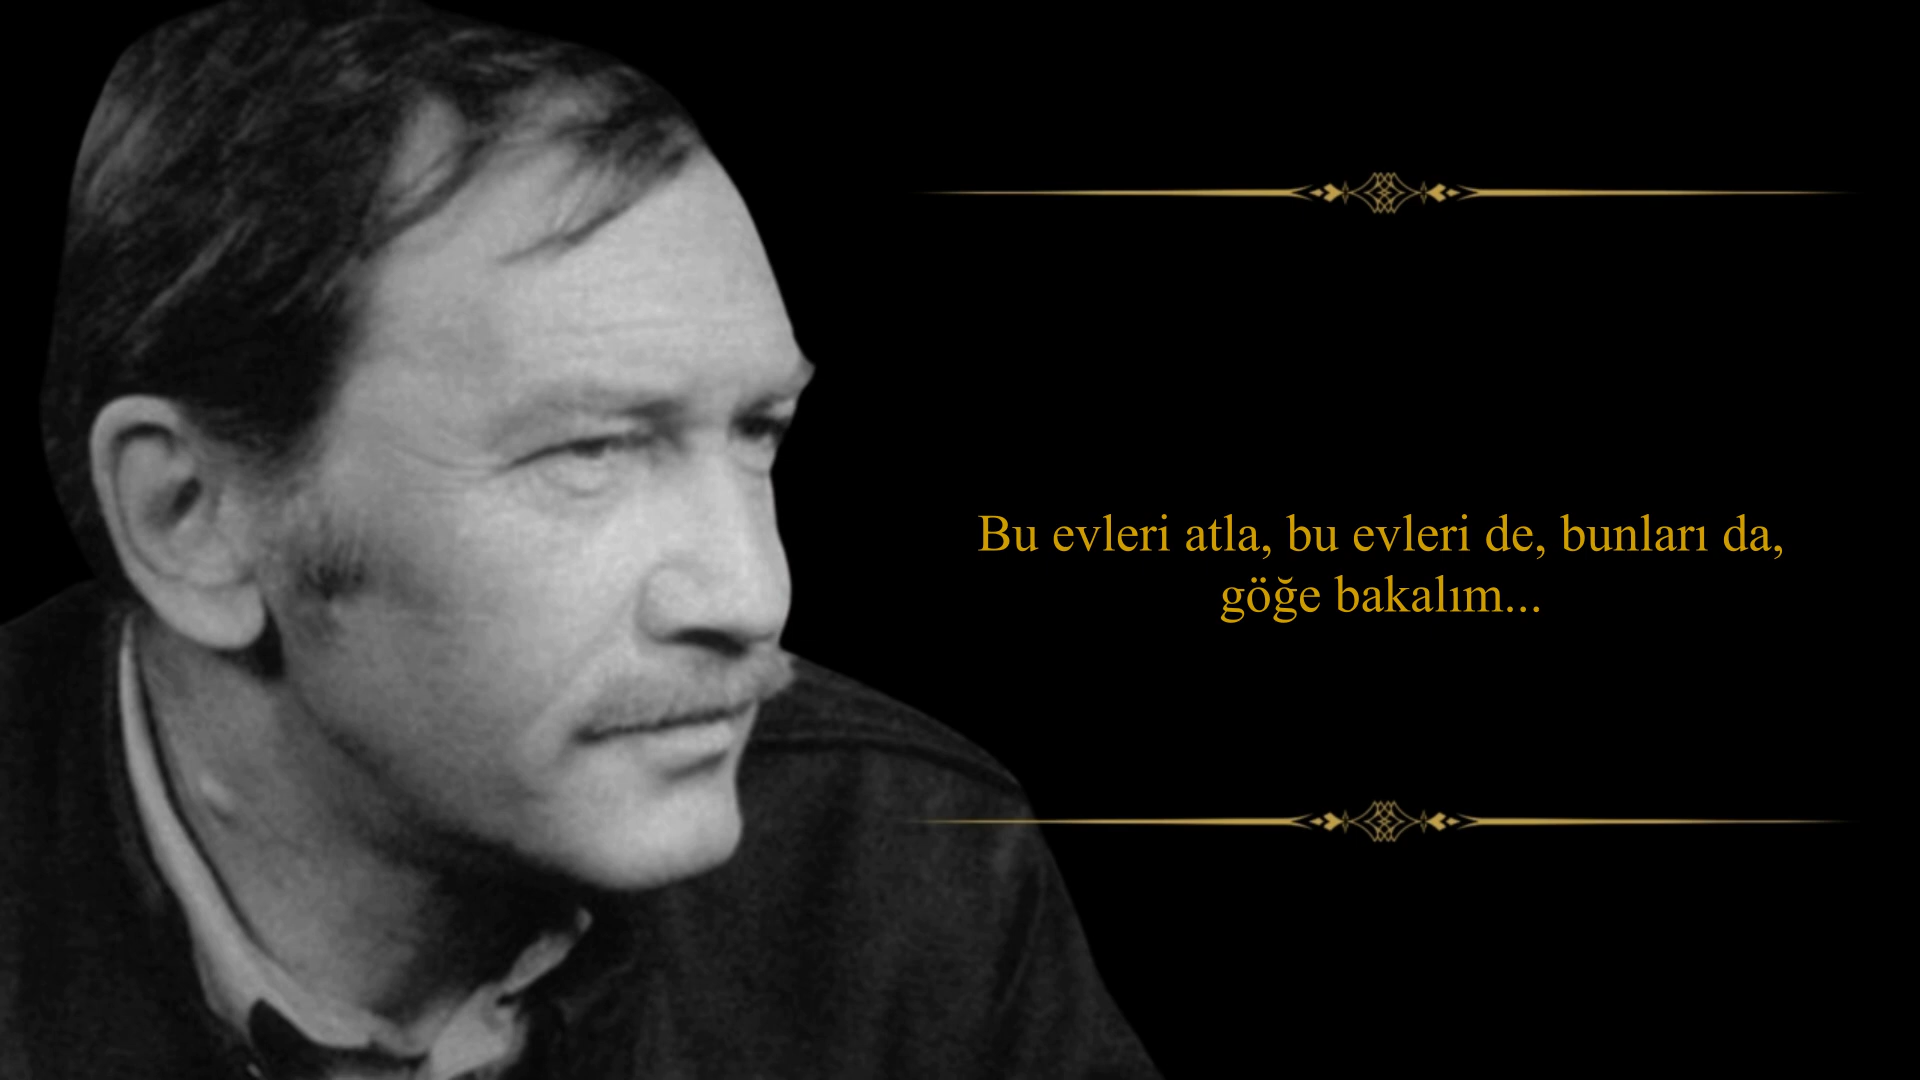 Bu evleri atla, bu evleri de, bunları da,
göğe bakalım...